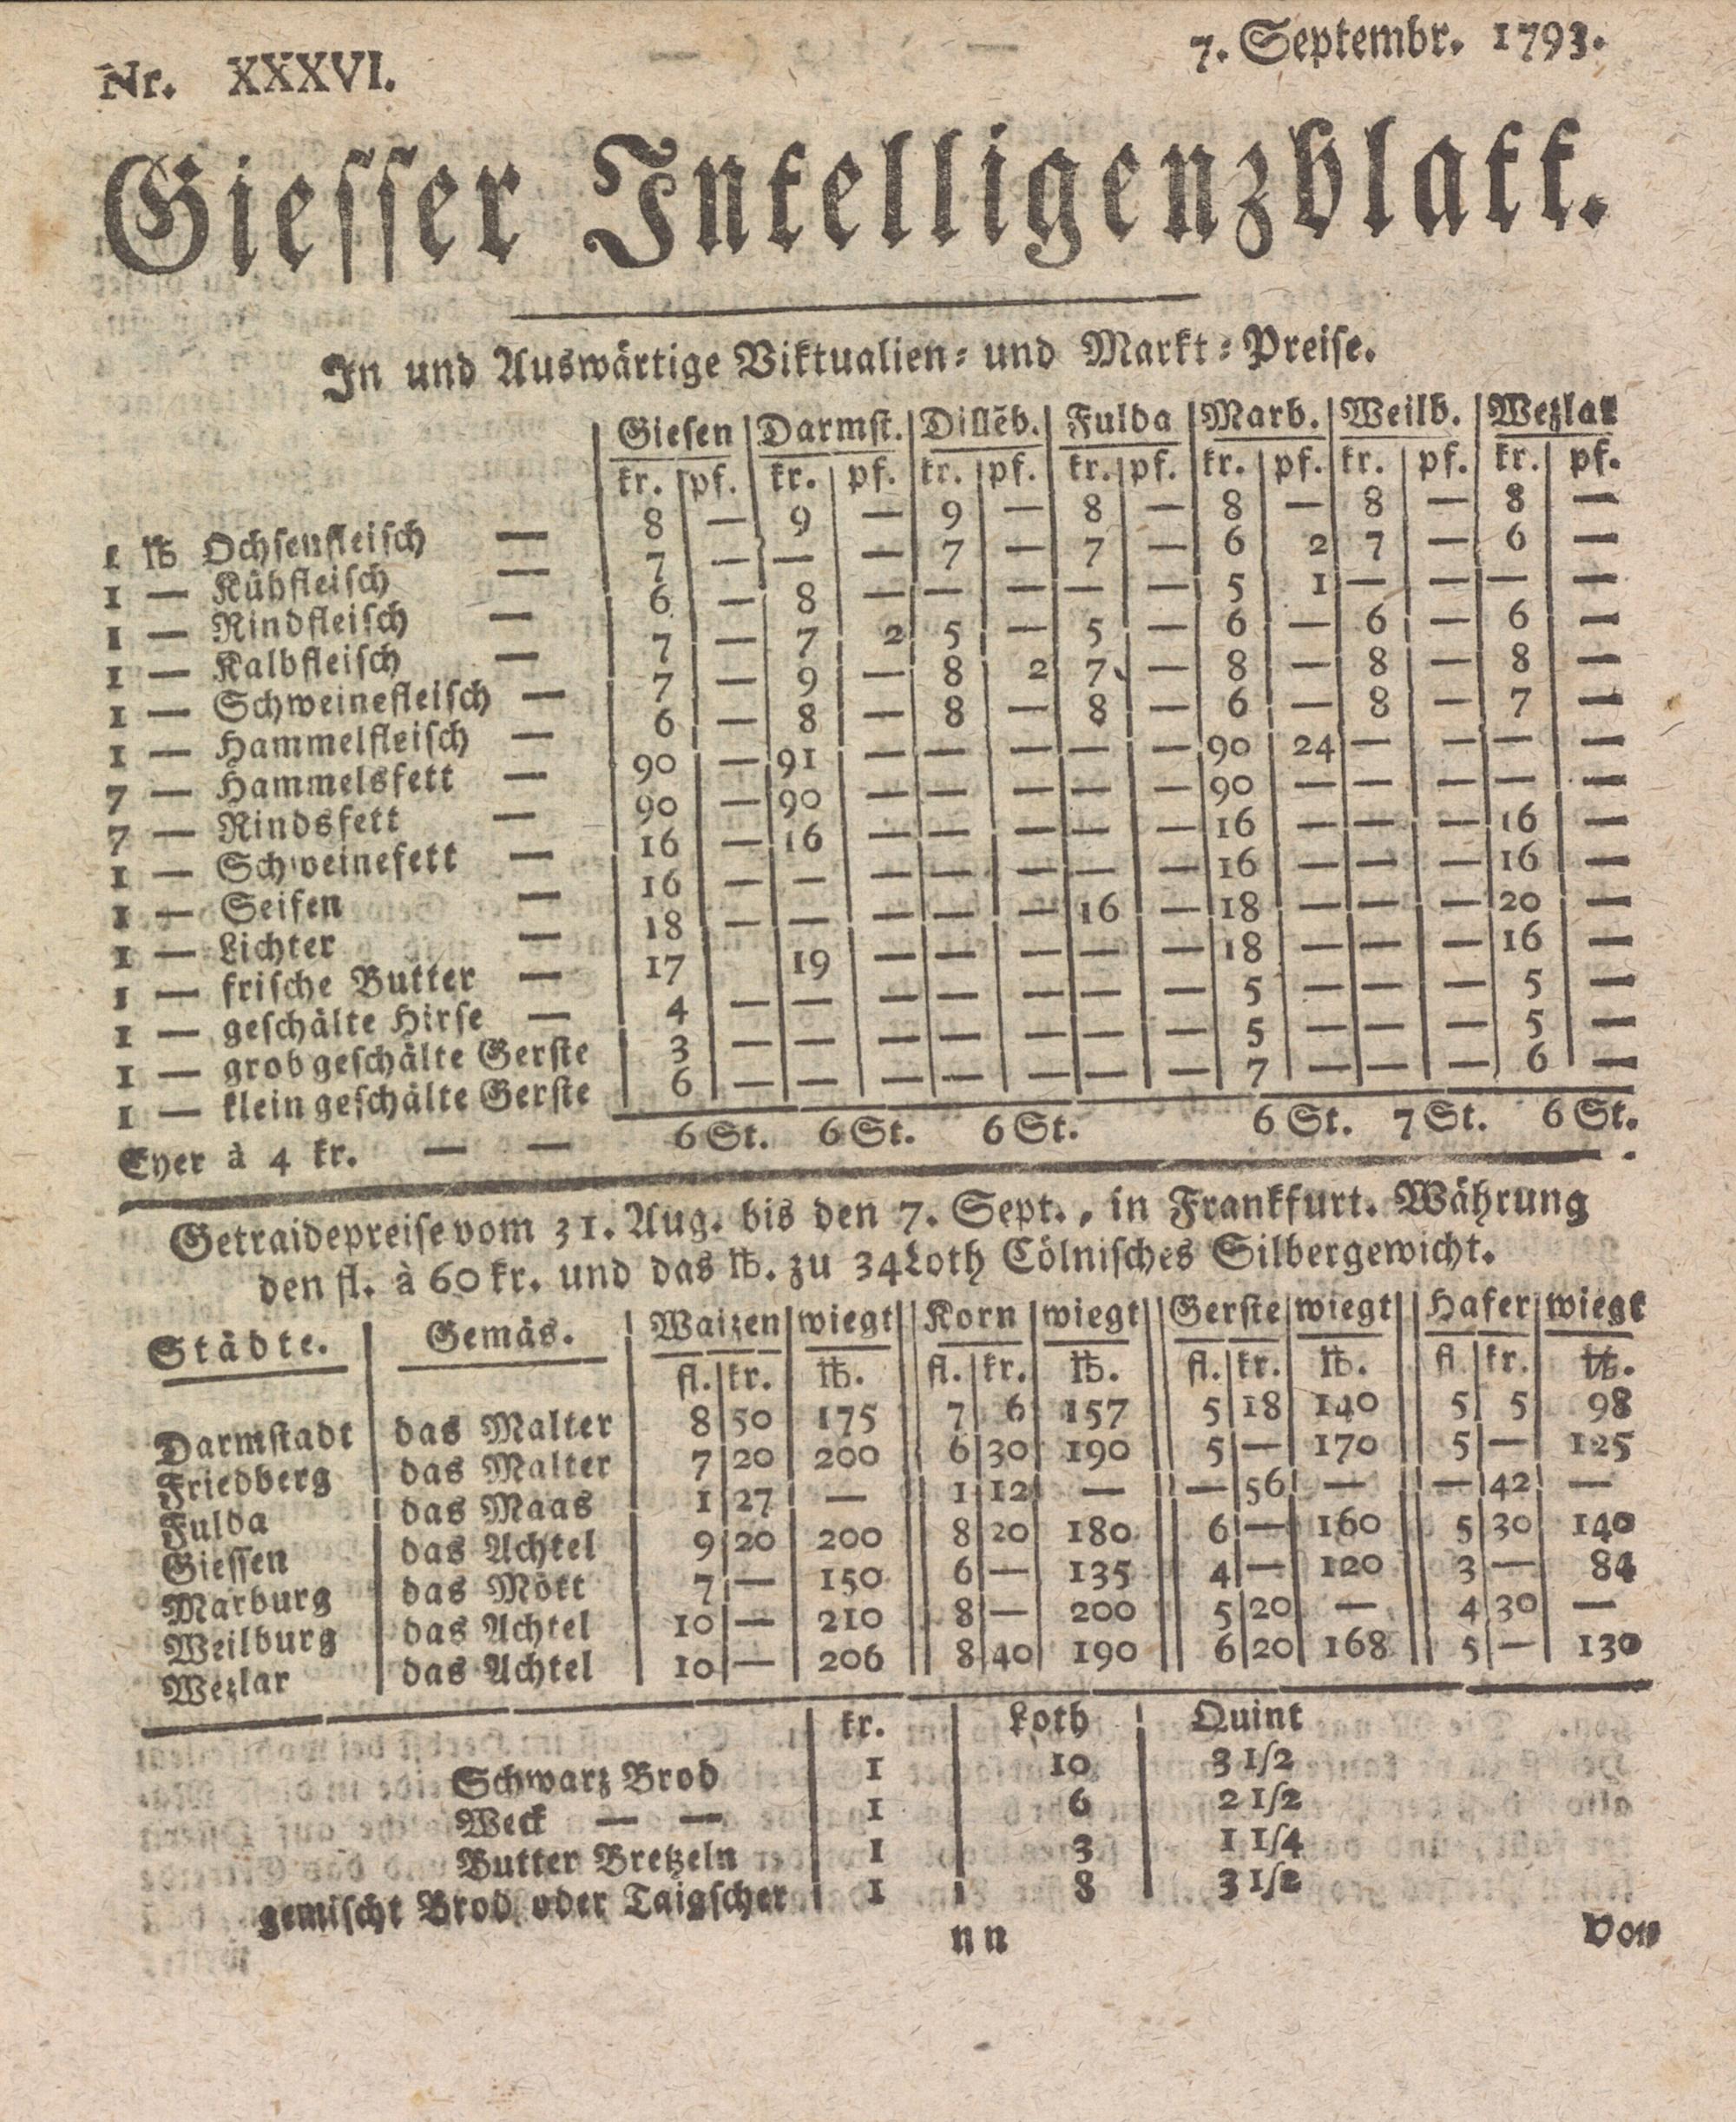 Nr. XXXVI. 7. Septembr. 1793.
Giesser Intelligenzblatt.
In und Auswärtige Viktualien- und Markt-Preise.
Giesen Darmst. Dillēb. Fulda Marb. Weilb. Wezlar
kr. pf. kr. pf. kr. pf. kr. pf. kr. pf. kr. pf. kr. pf.
1 ℔ Ochsenfleisch — 8 — 9 — 9 — 8 — 8 — 8 — 8 —
1 — Kühfleisch — 7 — — — 7 — 7 — 6 2 7 — 6 —
1 — Rindfleisch — 6 — 8 — — — — — 5 1 — — — —
1 — Kalbfleisch — 7 — 7 2 5 — 5 — 6 — 6 — 6 —
1 — Schweinefleisch — 7 — 9 — 8 2 7 — 8 — 8 — 8 —
1 — Hammelfleisch — 6 — 8 — 8 — 8 — 6 — 8 — 7 —
7 — Hammelsfett — 90 — 91 — — — — — 90 24 — — — —
7 — Rindsfett — 90 — 90 — — — — — 90 — — — — —
1 — Schweinefett — 16 — 16 — — — — — 16 — — — 16 —
1 — Seifen — 16 — — — — — — — 16 — — — 16 —
1 — Lichter — 18 — — — — — 16 — 18 — — — 20 —
1 — frische Butter — 17 19 — — — — — 18 — — — 16 —
1 — geschälte Hirse — 4 — — — — — — — 5 — — — 5 —
1 — grob geschälte Gerste 3 — — — — — — — 5 — — — 5 —
1 — klein geschälte Gerste 6 — — — — — — — 7 — — — 6 —
Eyer à 4 kr. — — 6 St. 6 St. 6 St. 6 St. 7 St. 6 St.
Getraidepreise vom 31. Aug. bis den 7. Sept., in Frankfurt. Währung
den fl. à 60 kr. und das ℔. zu 34 Loth Cölnisches Silbergewicht.
Städte. Gemäs. Waizen wiegt Korn wiegt Gerste wiegt Hafer wiegt
fl. kr. ℔. fl. kr. ℔. fl. kr. ℔. fl kr. ℔.
Darmstadt das Malter 8 50 175 7 6 157 5 18 140 5 5 98
Friedberg das Malter 7 20 200 6 30 190 5 — 170 5 — 125
Fulda das Maas 1 27 — 1 12 — — 56 — — 42 —
Giessen das Achtel 9 20 200 8 20 180 6 — 160 5 30 140
Marburg das Mött 7 — 150 6 — 135 4 — 120 3 — 84
Weilburg das Achtel 10 — 210 8 — 200 5 20 — 4 30 —
Wezlar das Achtel 10 — 206 8 40 190 6 20 168 5 — 130
kr. Loth Quint
Schwarz Brod 1 10 3 1/2
Weck — — 1 6 2 1/2
Butter Bretzeln 1 3 1 1/4
gemischt Brod oder Taigscher 1 8 3 1/2
nn Von